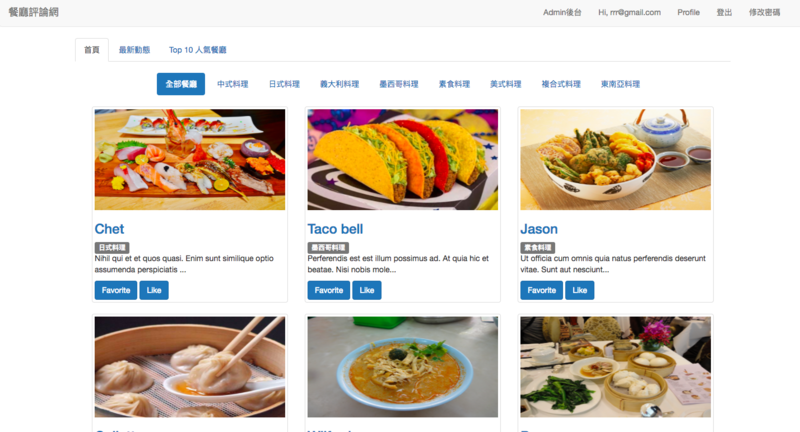 餐廳評論網 Admin後台 Hi, rrr@gmail.com Profile 登出 修改密碼
首頁 最新動態 Top 10 人氣餐廳
全部餐廳 中式料理 日式料理 義大利料理 墨西哥料理 素食料理 美式料理 複合式料理 東南亞料理
Chet
日式料理
Nihil qui et et quos quasi. Enim sunt similique optio
assumenda perspiciatis ...
Favorite Like
Taco bell
墨西哥料理
Perferendis est est illum possimus ad. At quia hic et
beatae. Nisi nobis mole...
Favorite Like
Jason
素食料理
Ut officia cum omnis quia natus perferendis deserunt
vitae. Sunt aut nesciunt...
Favorite Like